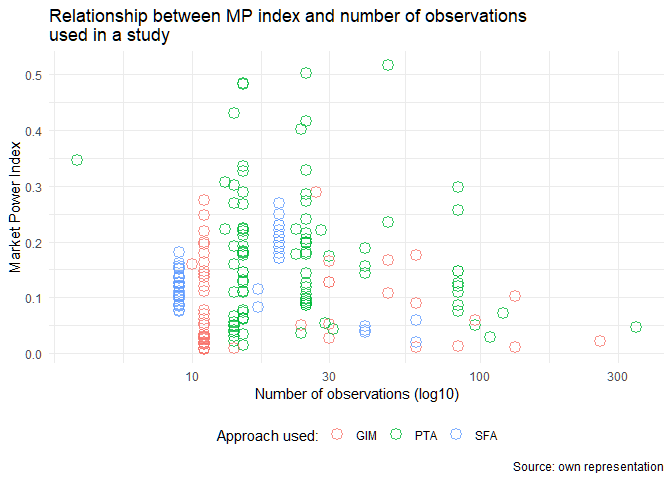 Relationship between MP index and number of observations
used in a study
0.5
0.4
0.3
0.2
0.1
0.0
Market Power Index
10 30 100 300
Number of observations (log10)
Approach used: GIM PTA SFA
Source: own representation